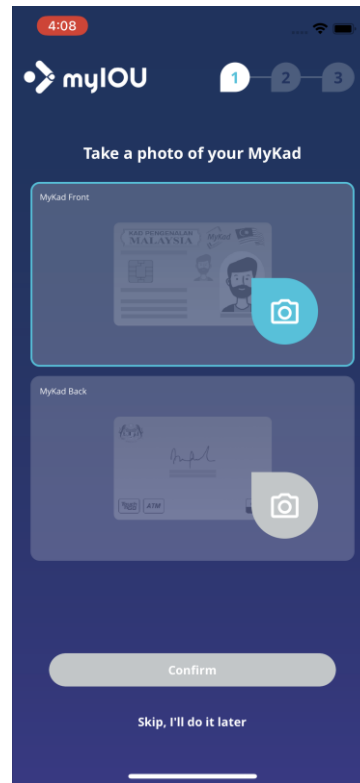 4:08
myIOU
1 2 3
Take a photo of your MyKad
MyKad Front
KAD PENGENALAN
MALAYSIA
MyKad
MyKad Back
ATM
Confirm
Skip, I'll do it later